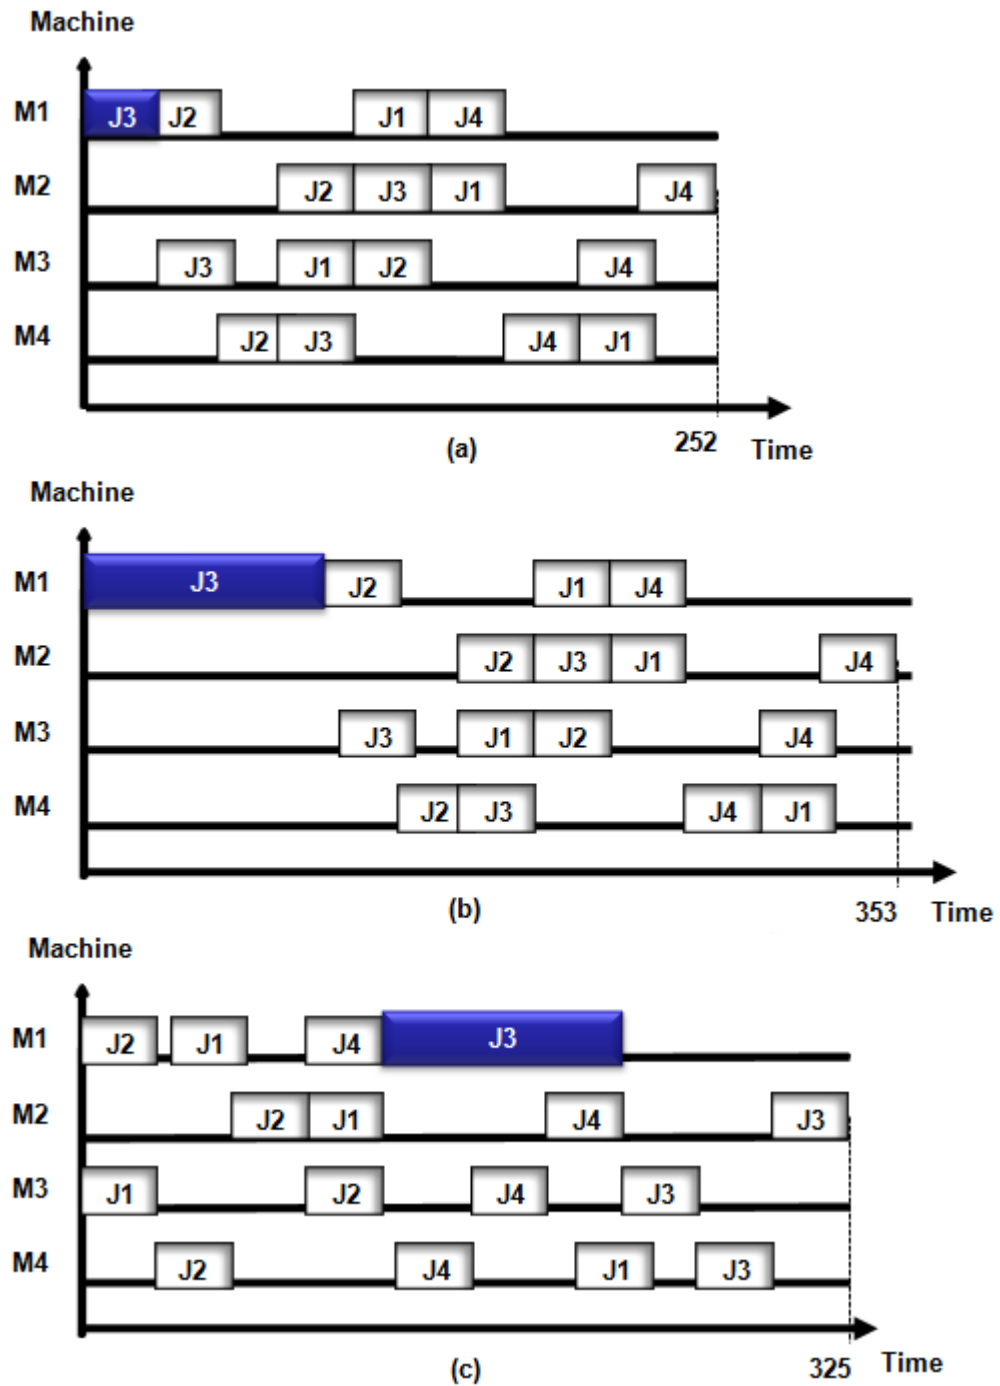 Machine
M1 J3 J2 J1 J4
M2 J2 J3 J1 J4
M3 J3 J1 J2 J4
M4 J2 J3 J4 J1
252 Time
(a)
Machine
M1 J3 J2 J1 J4
M2 J2 J3 J1 J4
M3 J3 J1 J2 J4
M4 J2 J3 J4 J1
353 Time
(b)
Machine
M1 J2 J1 J4 J3
M2 J2 J1 J4 J3
M3 J1 J2 J4 J3
M4 J2 J4 J1 J3
325 Time
(c)